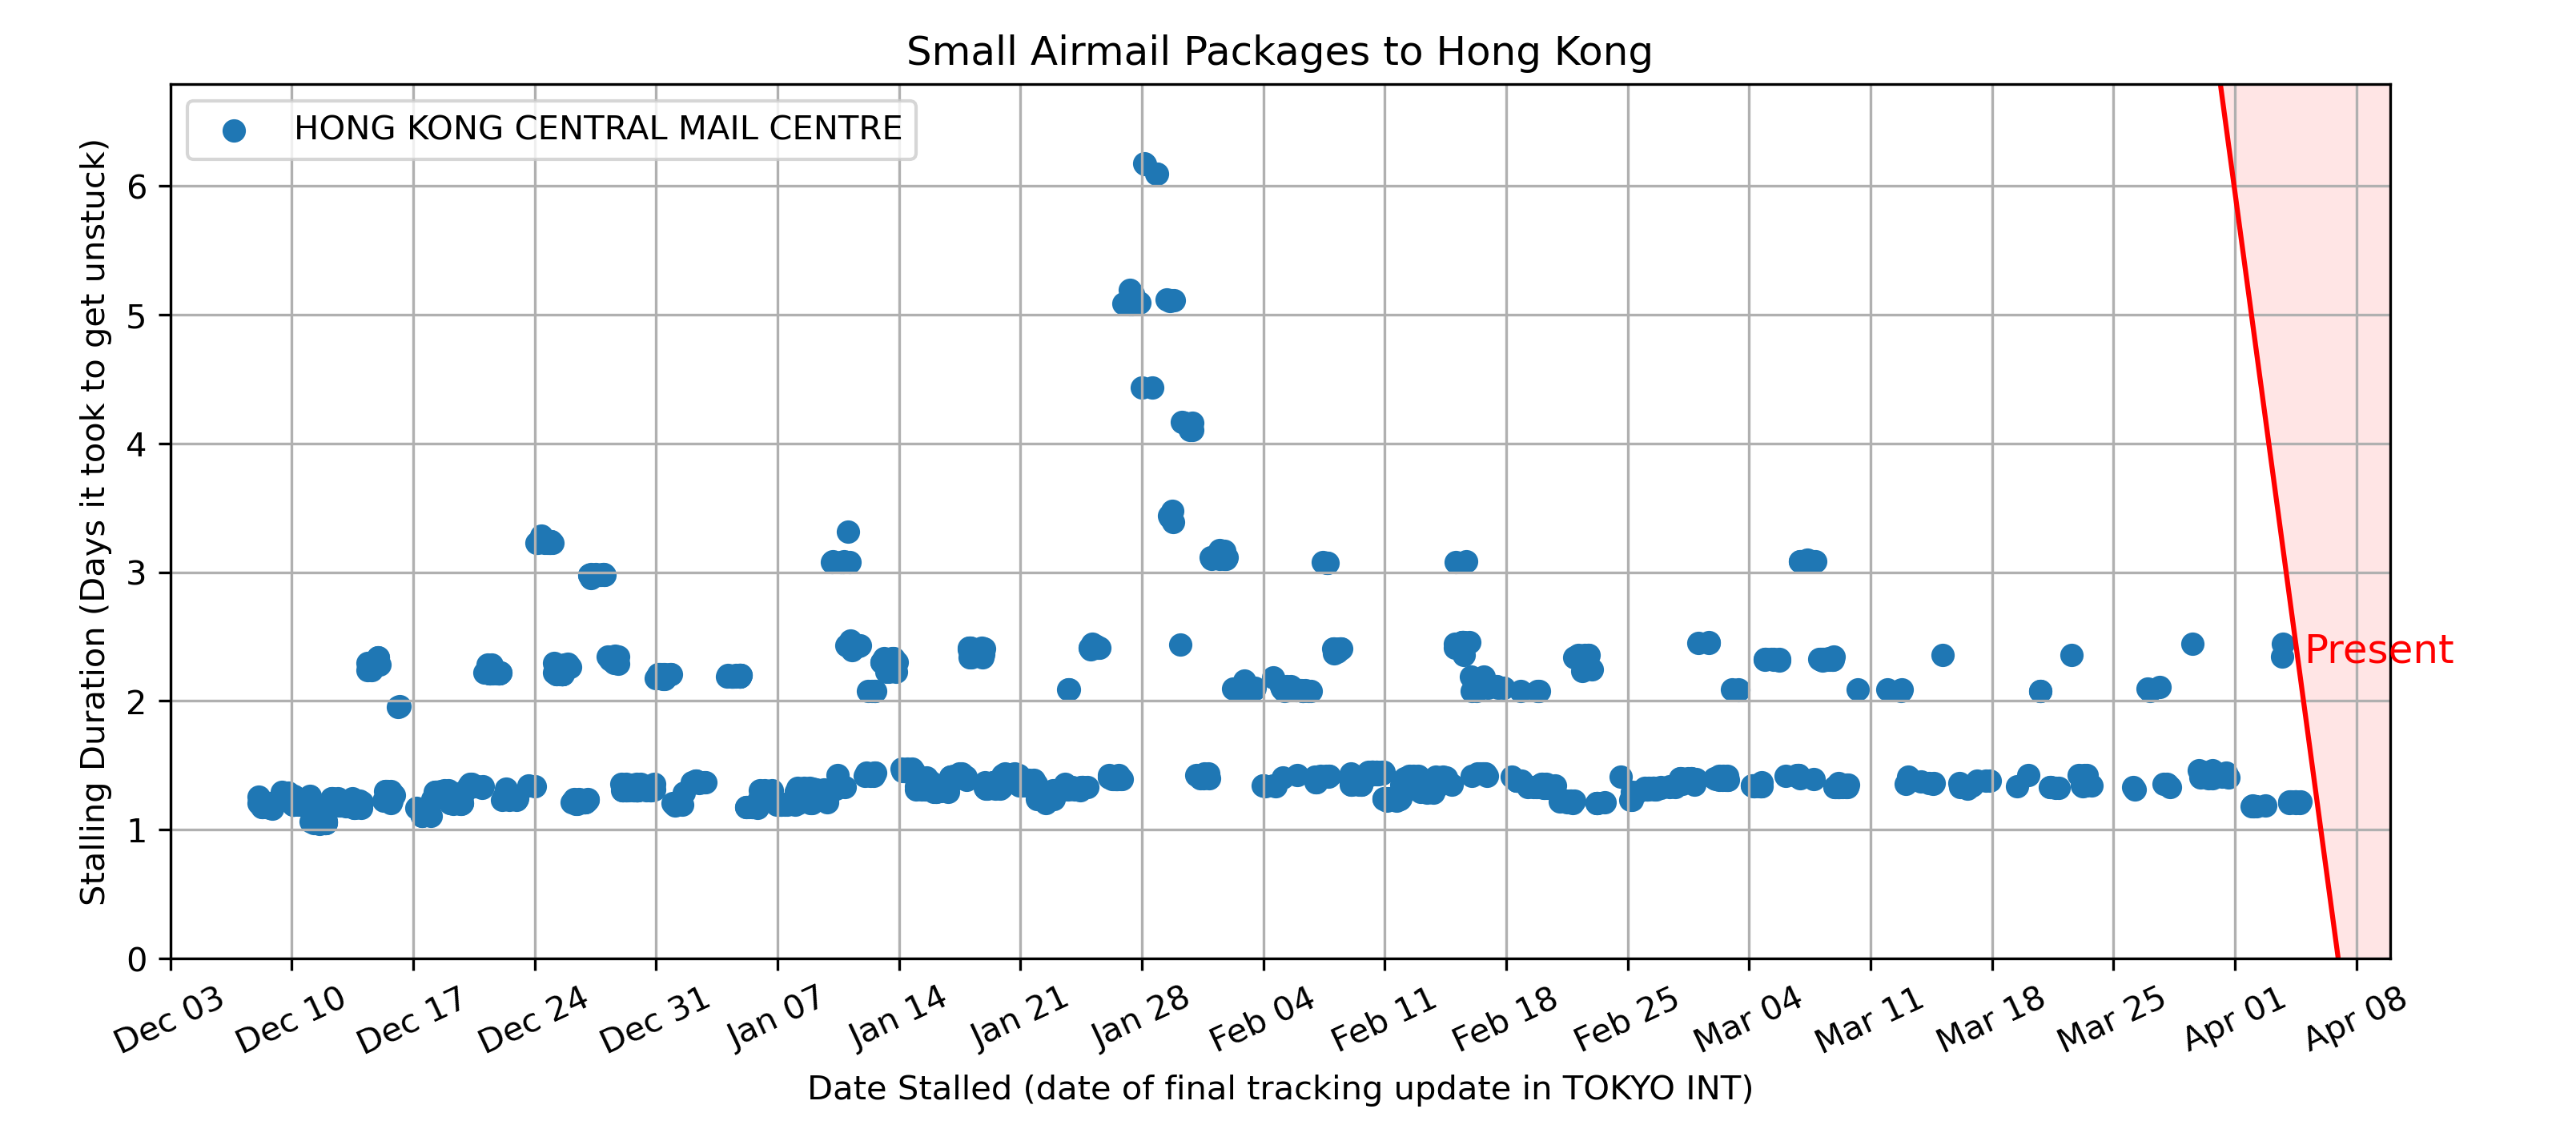 Small Airmail Packages to Hong Kong
HONG KONG CENTRAL MAIL CENTRE
Stalling Duration (Days it took to get unstuck)
6
5
4
3
2
1
0
Present
Dec 03
Dec 10
Dec 17
Dec 24
Dec 31
Jan 07
Jan 14
Jan 21
Jan 28
Feb 04
Feb 11
Feb 18
Feb 25
Mar 04
Mar 11
Mar 18
Mar 25
Apr 01
Apr 08
Date Stalled (date of final tracking update in TOKYO INT)